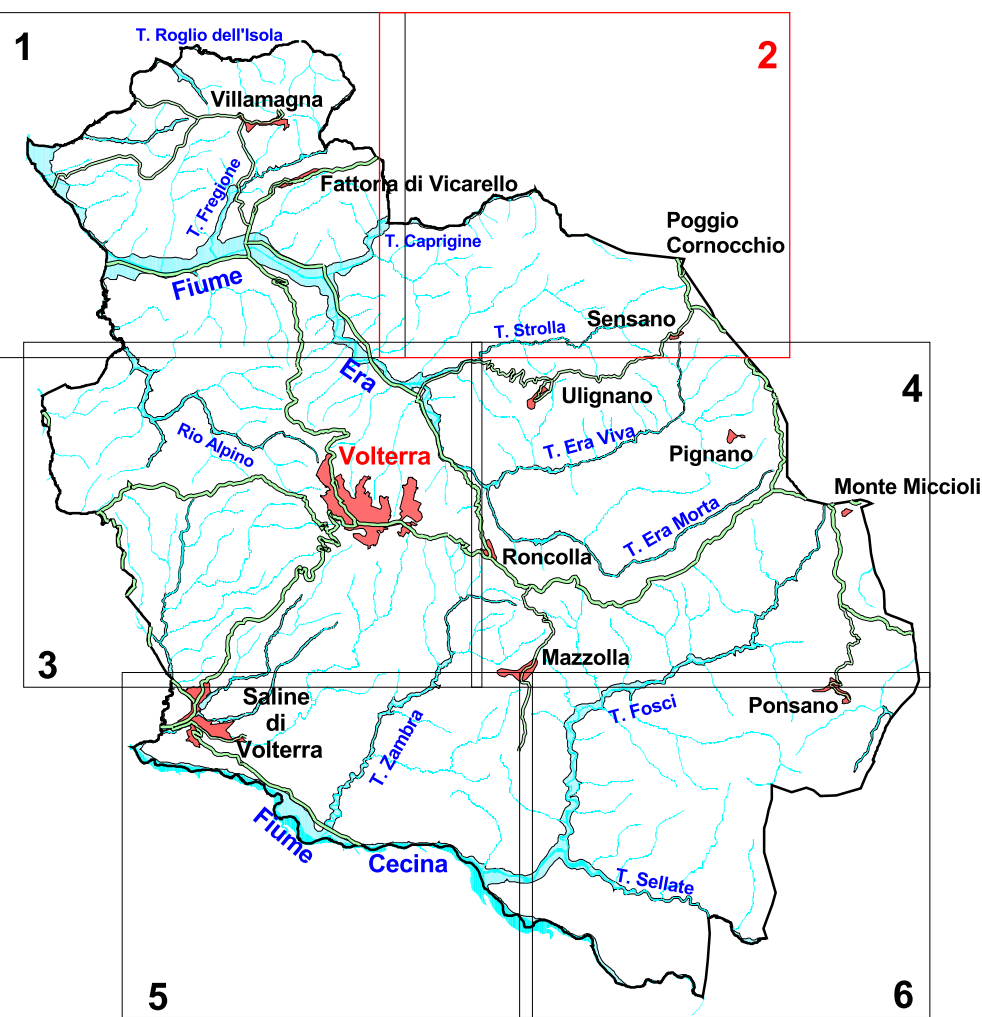 1
T. Roglio dell'Isola
2
Villamagna
T. Fregione
Fattoria di Vicarello
T. Caprigine
Poggio
Cornocchio
Fiume
Era
T. Strolla
Sensano
4
Ulignano
Rio Alpino
Volterra
T. Era Viva
Pignano
Monte Miccioli
T. Era Morta
Roncolla
3
Mazzolla
Saline
di
Volterra
T. Zambra
T. Fosci
Ponsano
Fiume
Cecina
T. Sellate
5
6